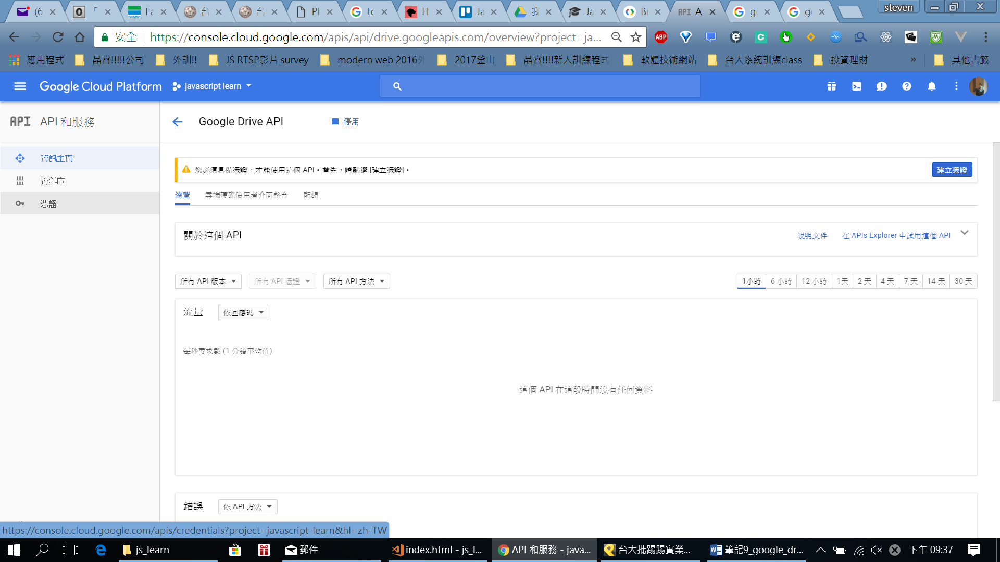 (6
「
Fa
台
台
Ph
to
H
Ja
我
Ja
Br
API A
go
go
steven
安全
https://console.cloud.google.com/apis/api/drive.googleapis.com/overview?project=ja...
ABP
應用程式
晶睿!!!!!公司
外訓!!
JS RTSP影片 survey
modern web 2016外
2017釜山
晶睿!!!!新人訓練程式
軟體技術網站
台大系統訓練class
投資理財
»
其他書籤
Google Cloud Platform
javascript learn
API API 和服務
Google Drive API
停用
資訊主頁
資料庫
憑證
您必須具備憑證，才能使用這個 API。首先，請點選 [建立憑證]。
建立憑證
總覽
雲端硬碟使用者介面整合
配額
關於這個 API
說明文件
在 APIs Explorer 中試用這個 API
所有 API 版本
所有 API 憑證
所有 API 方法
1小時
6 小時
12 小時
1天
2 天
4 天
7 天
14 天
30 天
流量
依回應碼
每秒要求數 (1 分鐘平均值)
這個 API 在這段時間沒有任何資料
錯誤
依 API 方法
https://console.cloud.google.com/apis/credentials?project=javascript-learn&hl=zh-TW
js_learn
郵件
index.html - js_l...
API 和服務 - java...
台大批踢踢實業...
筆記9_google_dr...
下午 09:37